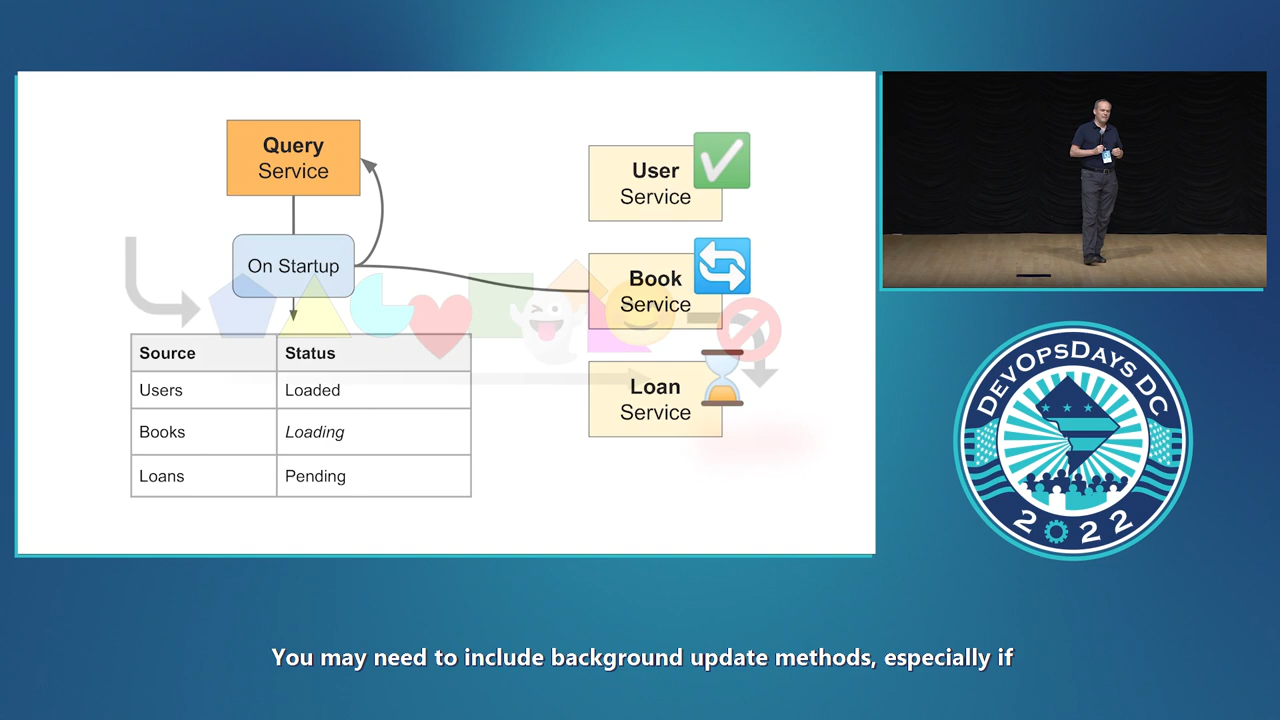 Query
Service
On Startup
Source Status
Users Loaded
Books Loading
Loans Pending
User
Service
Book
Service
Loan
Service
DEVOPSDAYS DC
2022
You may need to include background update methods, especially if